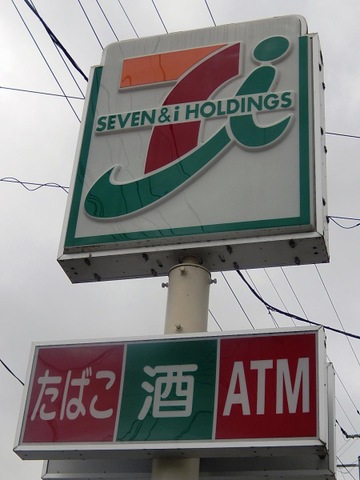 SEVEN & i HOLDINGS
たばこ 酒 ATM